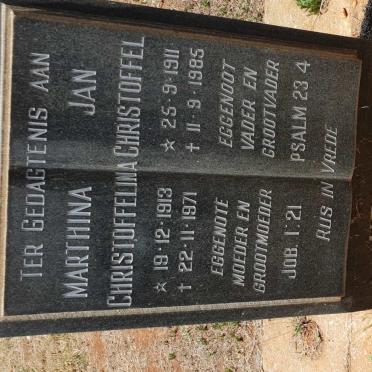 TER GEDAGTENIS AAN
MARTHINA
CHRISTOFFELINA
☆ 19·12·1913
† 22·11·1971
EGGENOTE
MOEDER EN
GROOTMOEDER
JOB. 1:21
JAN
CHRISTOFFEL
☆ 25·9·1911
† 11·9·1985
EGGENOOT
VADER EN
GROOTVADER
PSALM 23:4
RUS IN VREDE